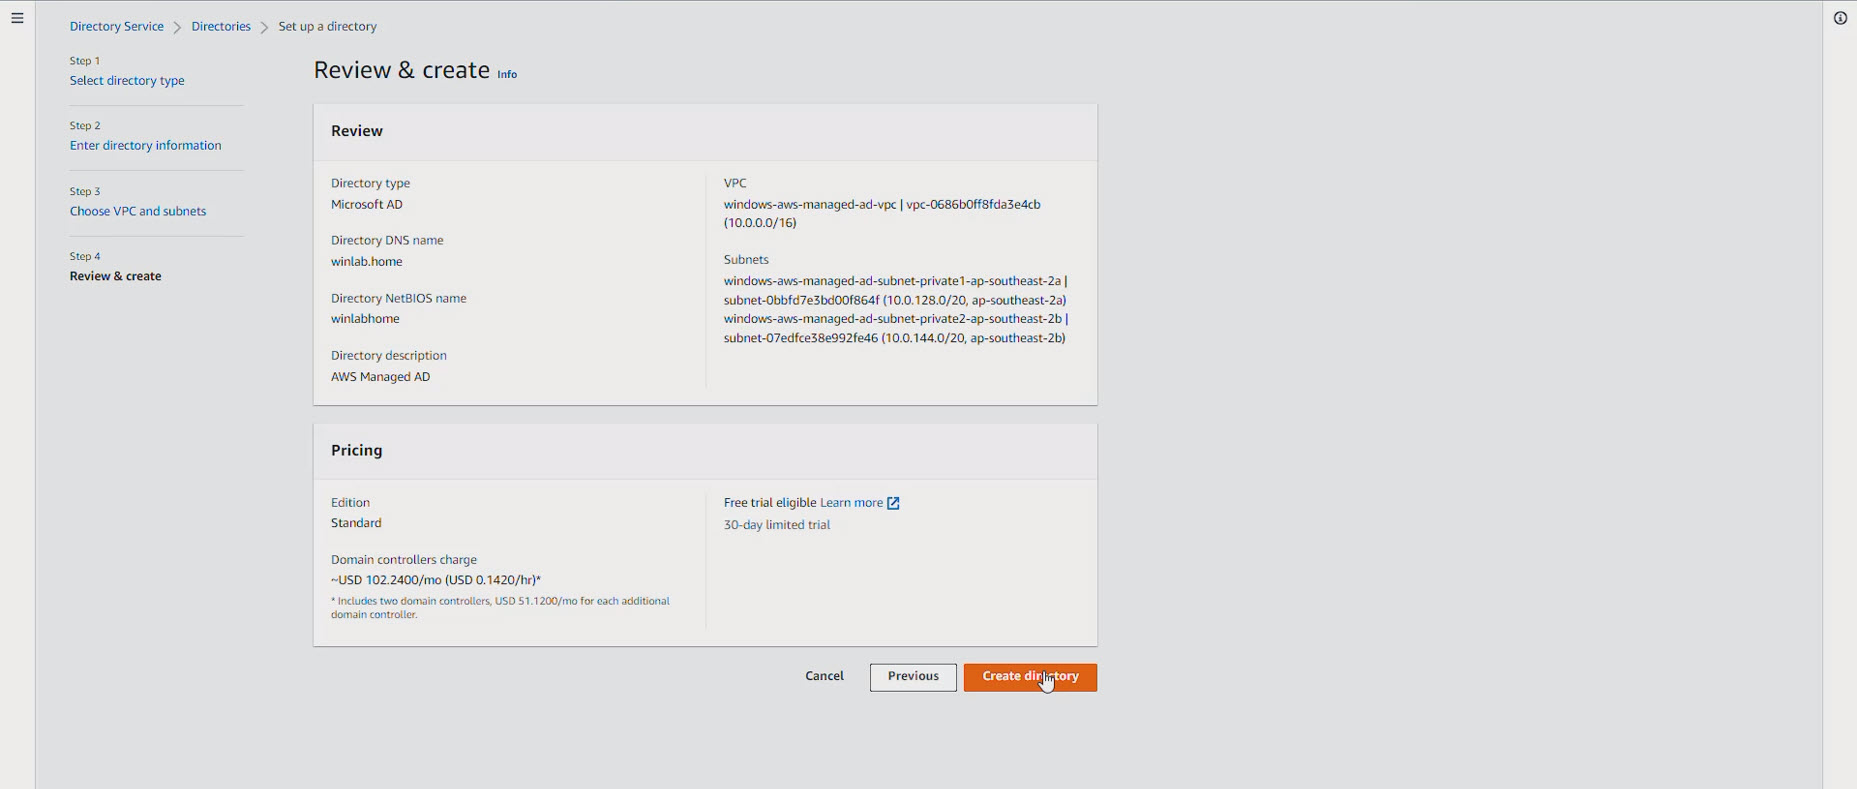 Directory Service
Directories
Set up a directory
Step 1
Select directory type
Step 2
Enter directory information
Step 3
Choose VPC and subnets
Step 4
Review & create
Review & create Info
Review
Directory type
Microsoft AD
Directory DNS name
winlab.home
Directory NetBIOS name
winlabhome
Directory description
AWS Managed AD
VPC
windows-aws-managed-ad-vpc | vpc-0686b0ff8fda3e4cb
(10.0.0.0/16)
Subnets
windows-aws-managed-ad-subnet-private1-ap-southeast-2a |
subnet-0bbfd7e3bd00f864f (10.0.128.0/20, ap-southeast-2a)
windows-aws-managed-ad-subnet-private2-ap-southeast-2b |
subnet-07edfce38e992fe46 (10.0.144.0/20, ap-southeast-2b)
Pricing
Edition
Standard
Domain controllers charge
~USD 102.2400/mo (USD 0.1420/hr)*
* Includes two domain controllers, USD 51.1200/mo for each additional
domain controller.
Free trial eligible Learn more
30-day limited trial
Cancel
Previous
Create directory